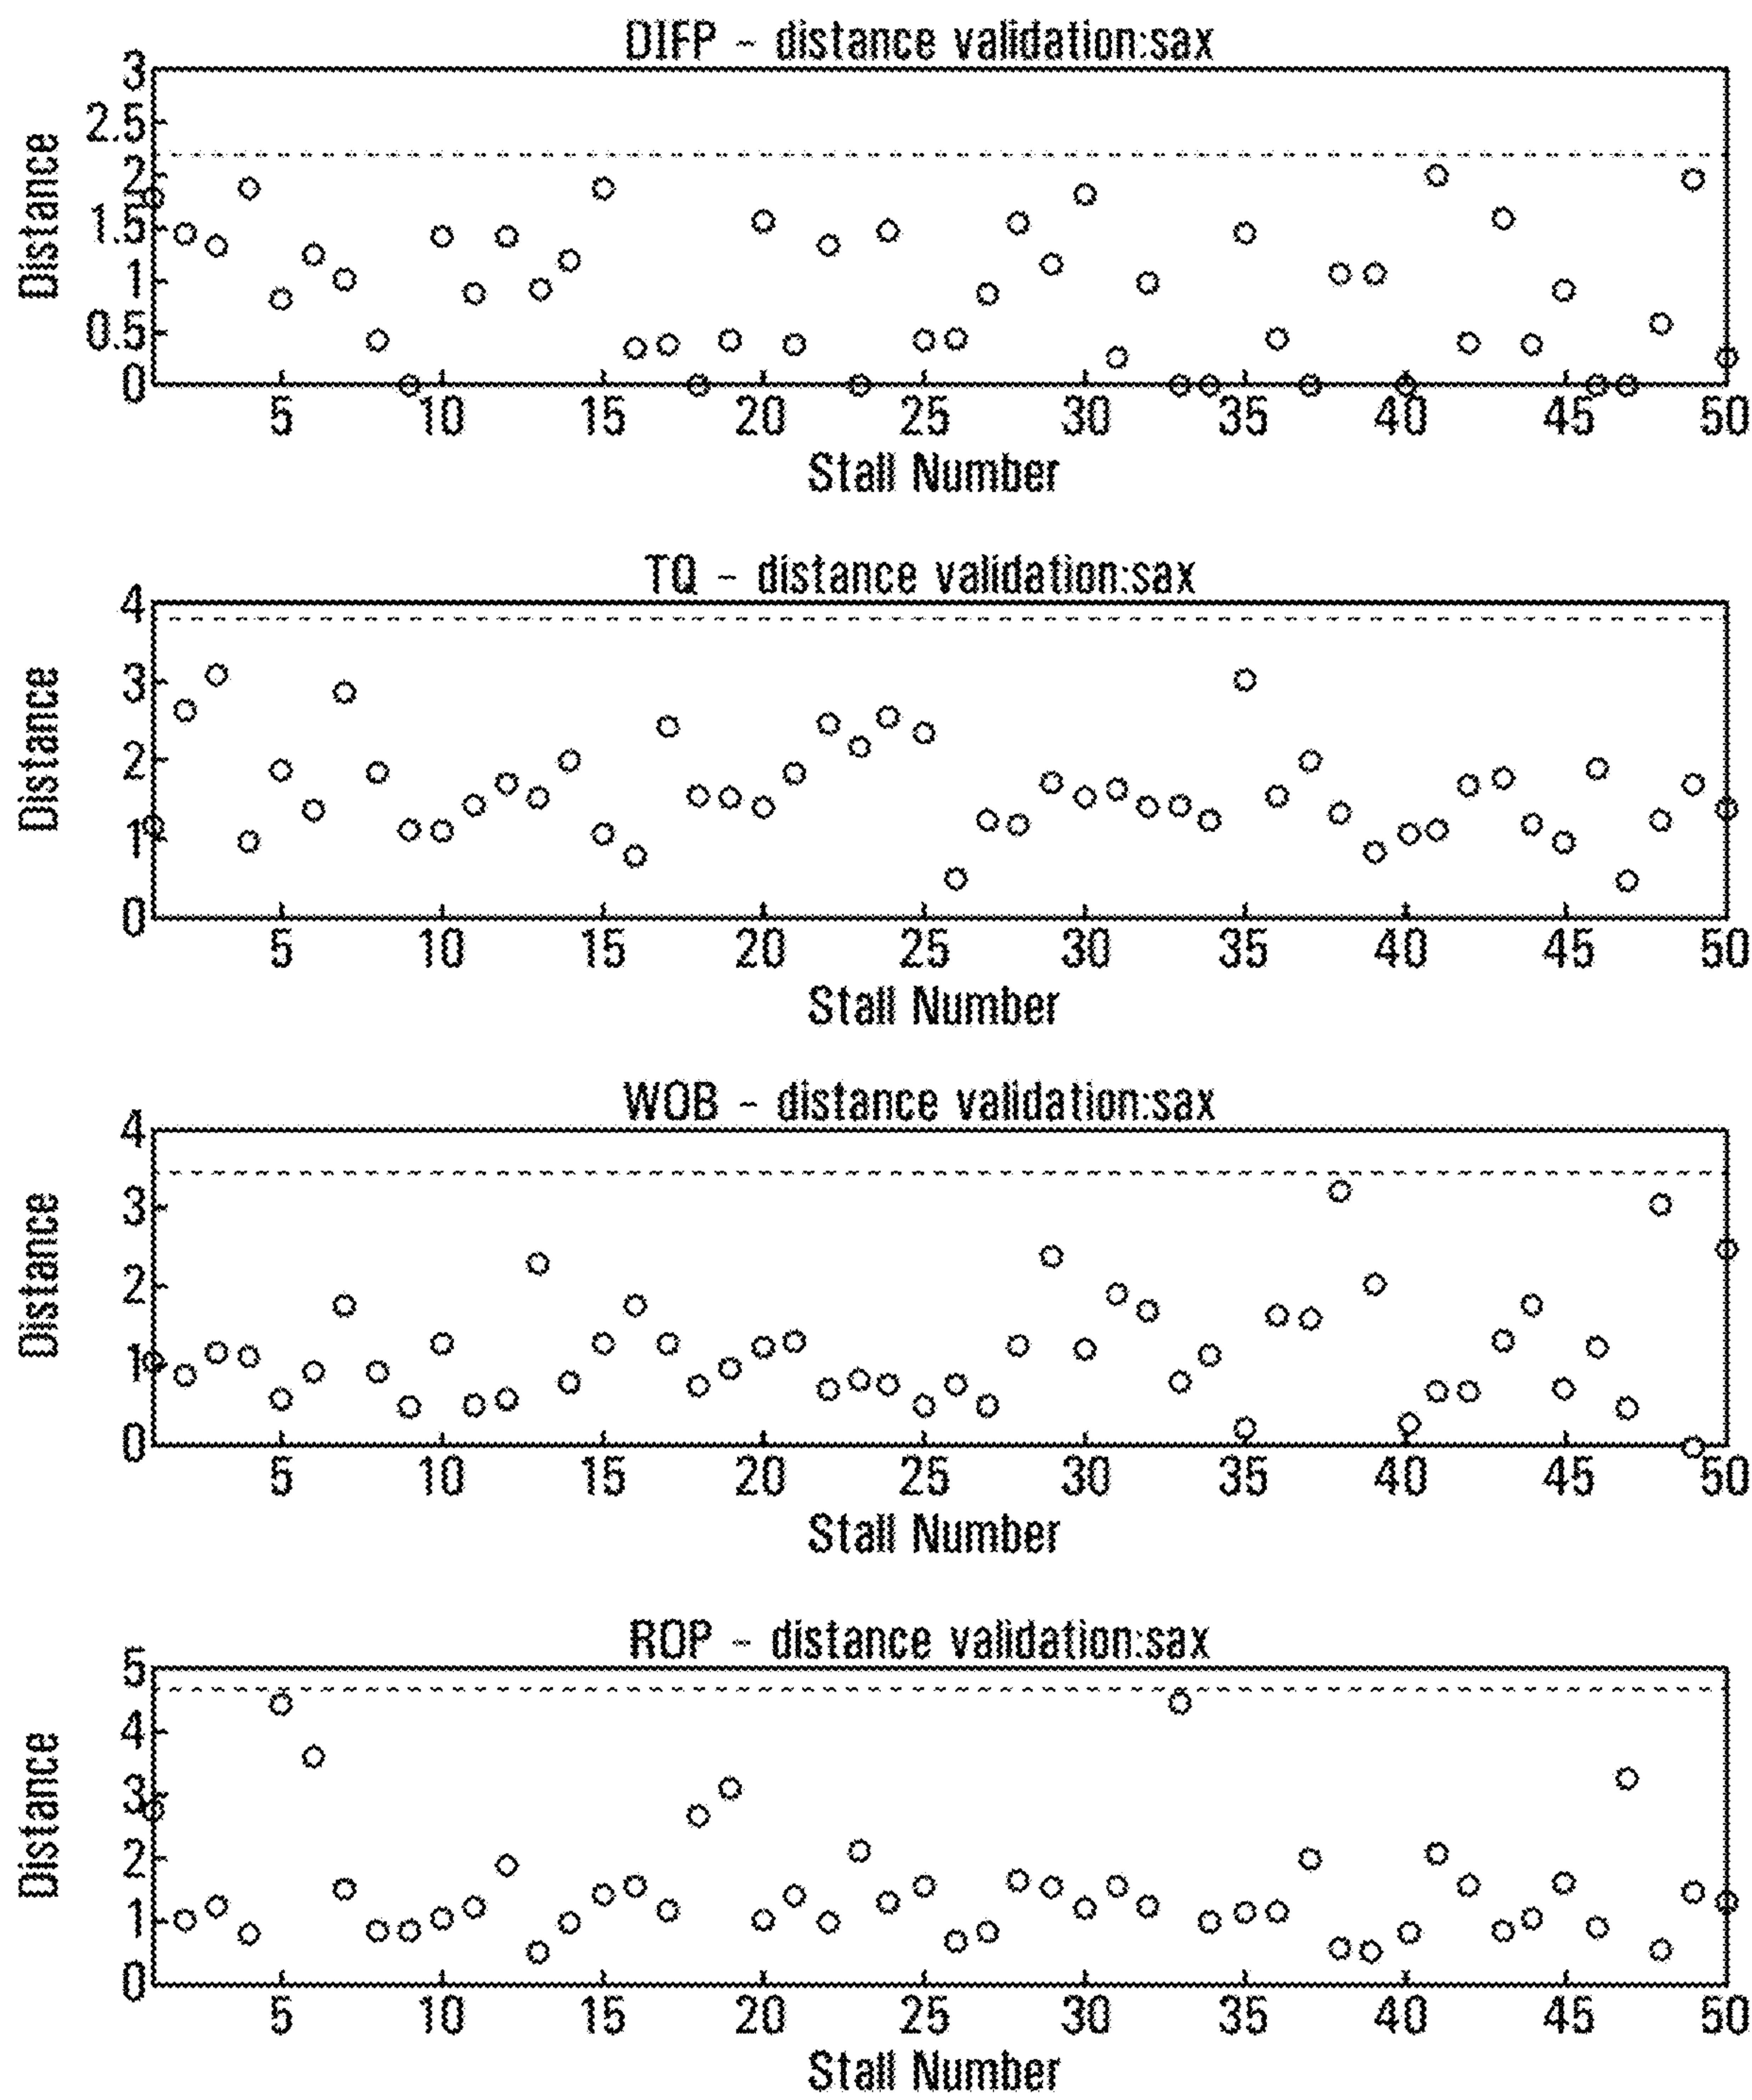 DIFP - distance validation:sax
3
2.5
2
1.5
1
0.5
0
Distance
5 10 15 20 25 30 35 40 45 50
Stall Number
TQ - distance validation:sax
4
3
2
1
0
Distance
5 10 15 20 25 30 35 40 45 50
Stall Number
WOB - distance validation:sax
4
3
2
1
0
Distance
5 10 15 20 25 30 35 40 45 50
Stall Number
ROP - distance validation:sax
5
4
3
2
1
0
Distance
5 10 15 20 25 30 35 40 45 50
Stall Number